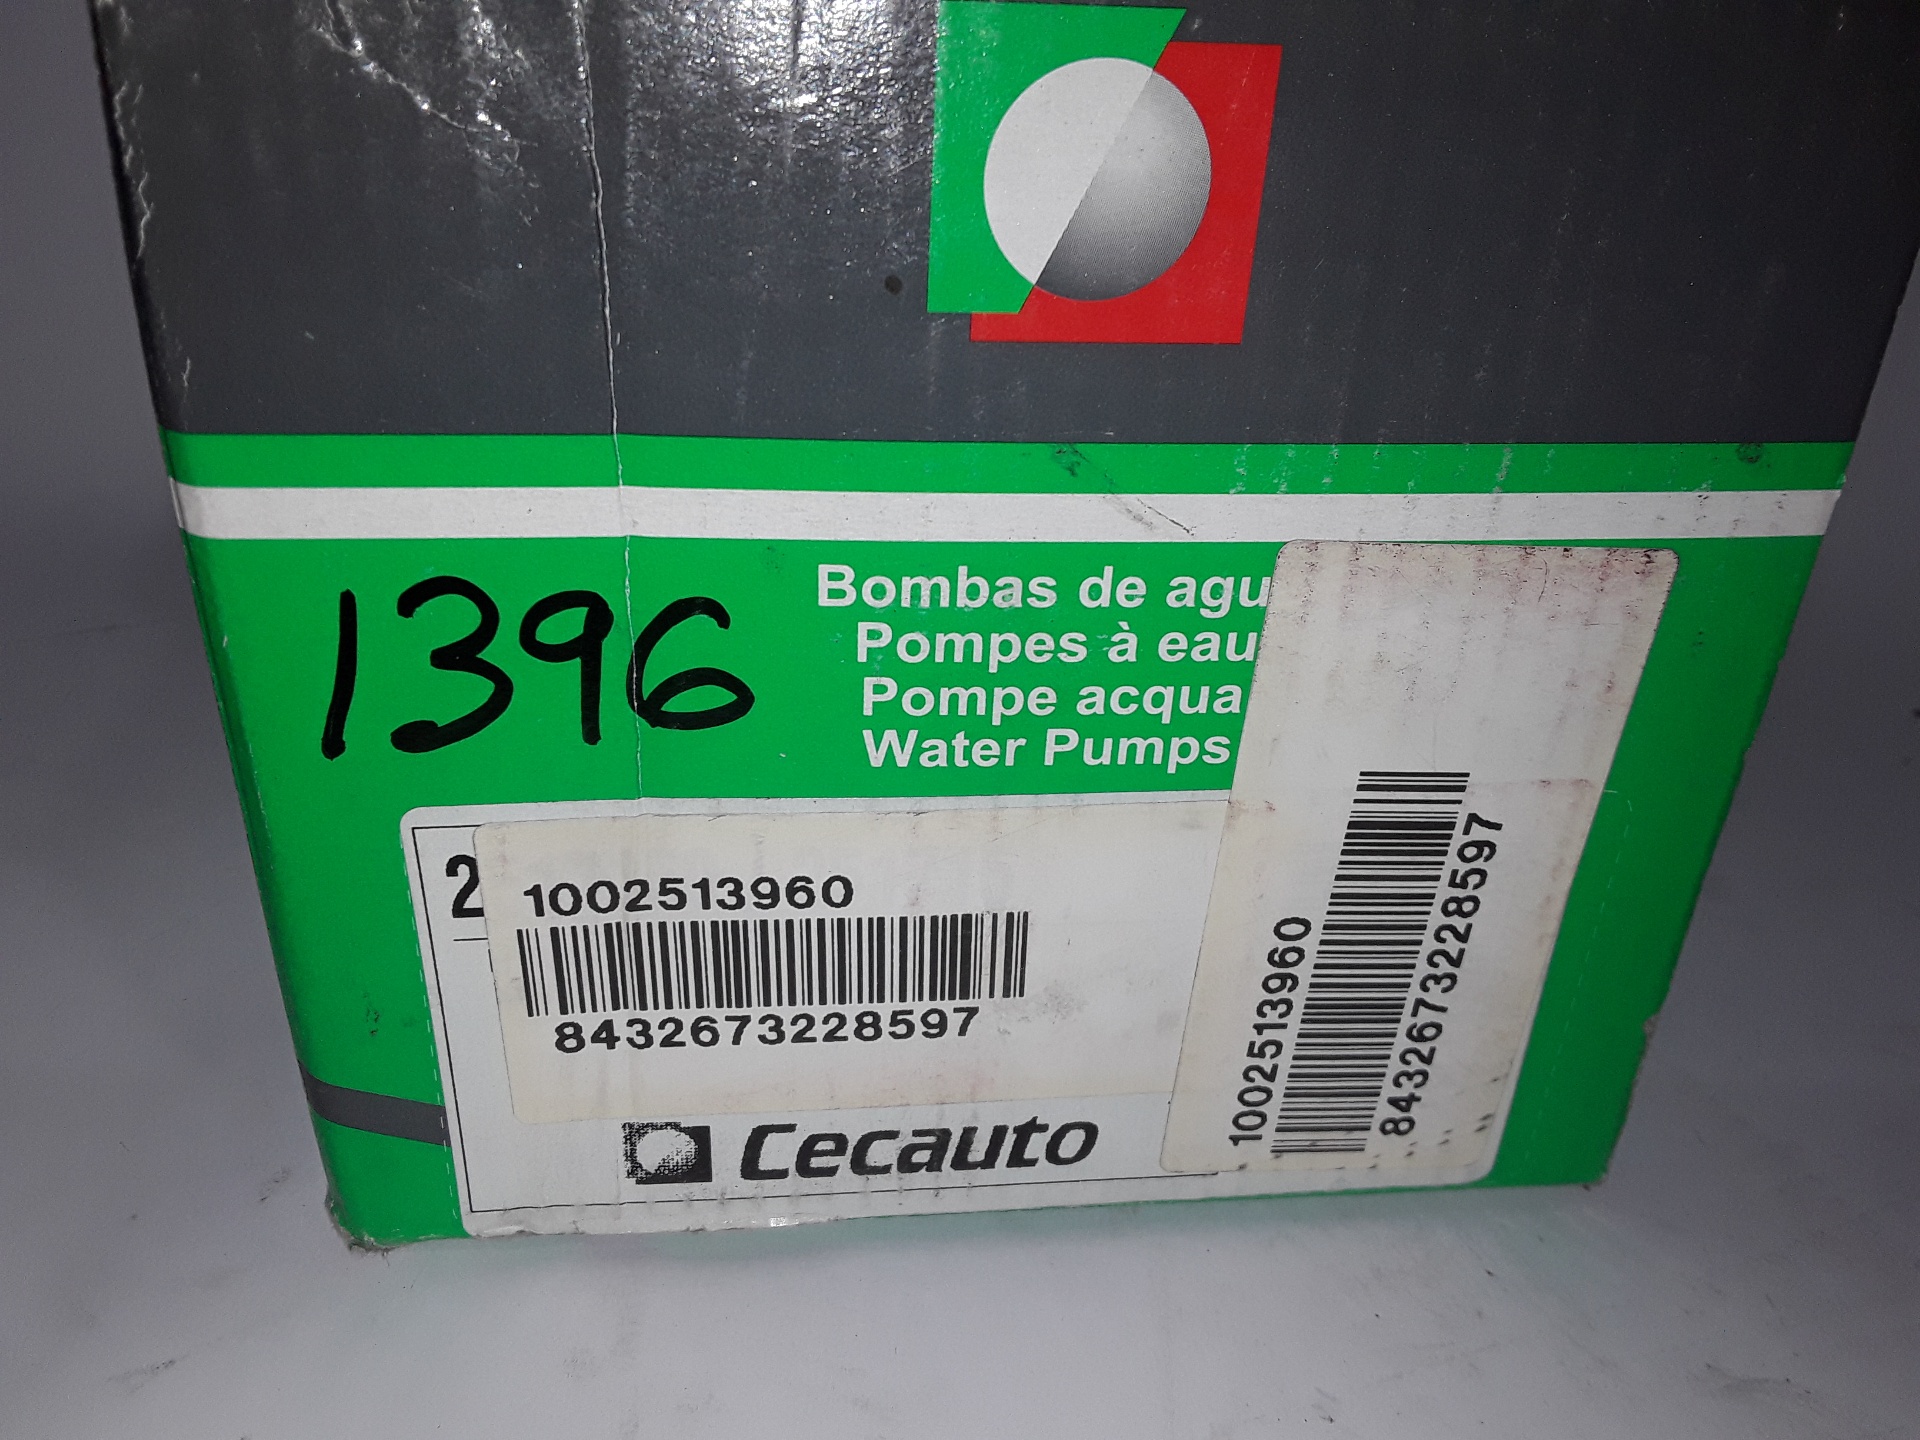 1396
Bombas de agu
Pompes à eau
Pompe acqua
Water Pumps
2
1002513960
8432673228597
Cecauto
1002513960
8432673228597